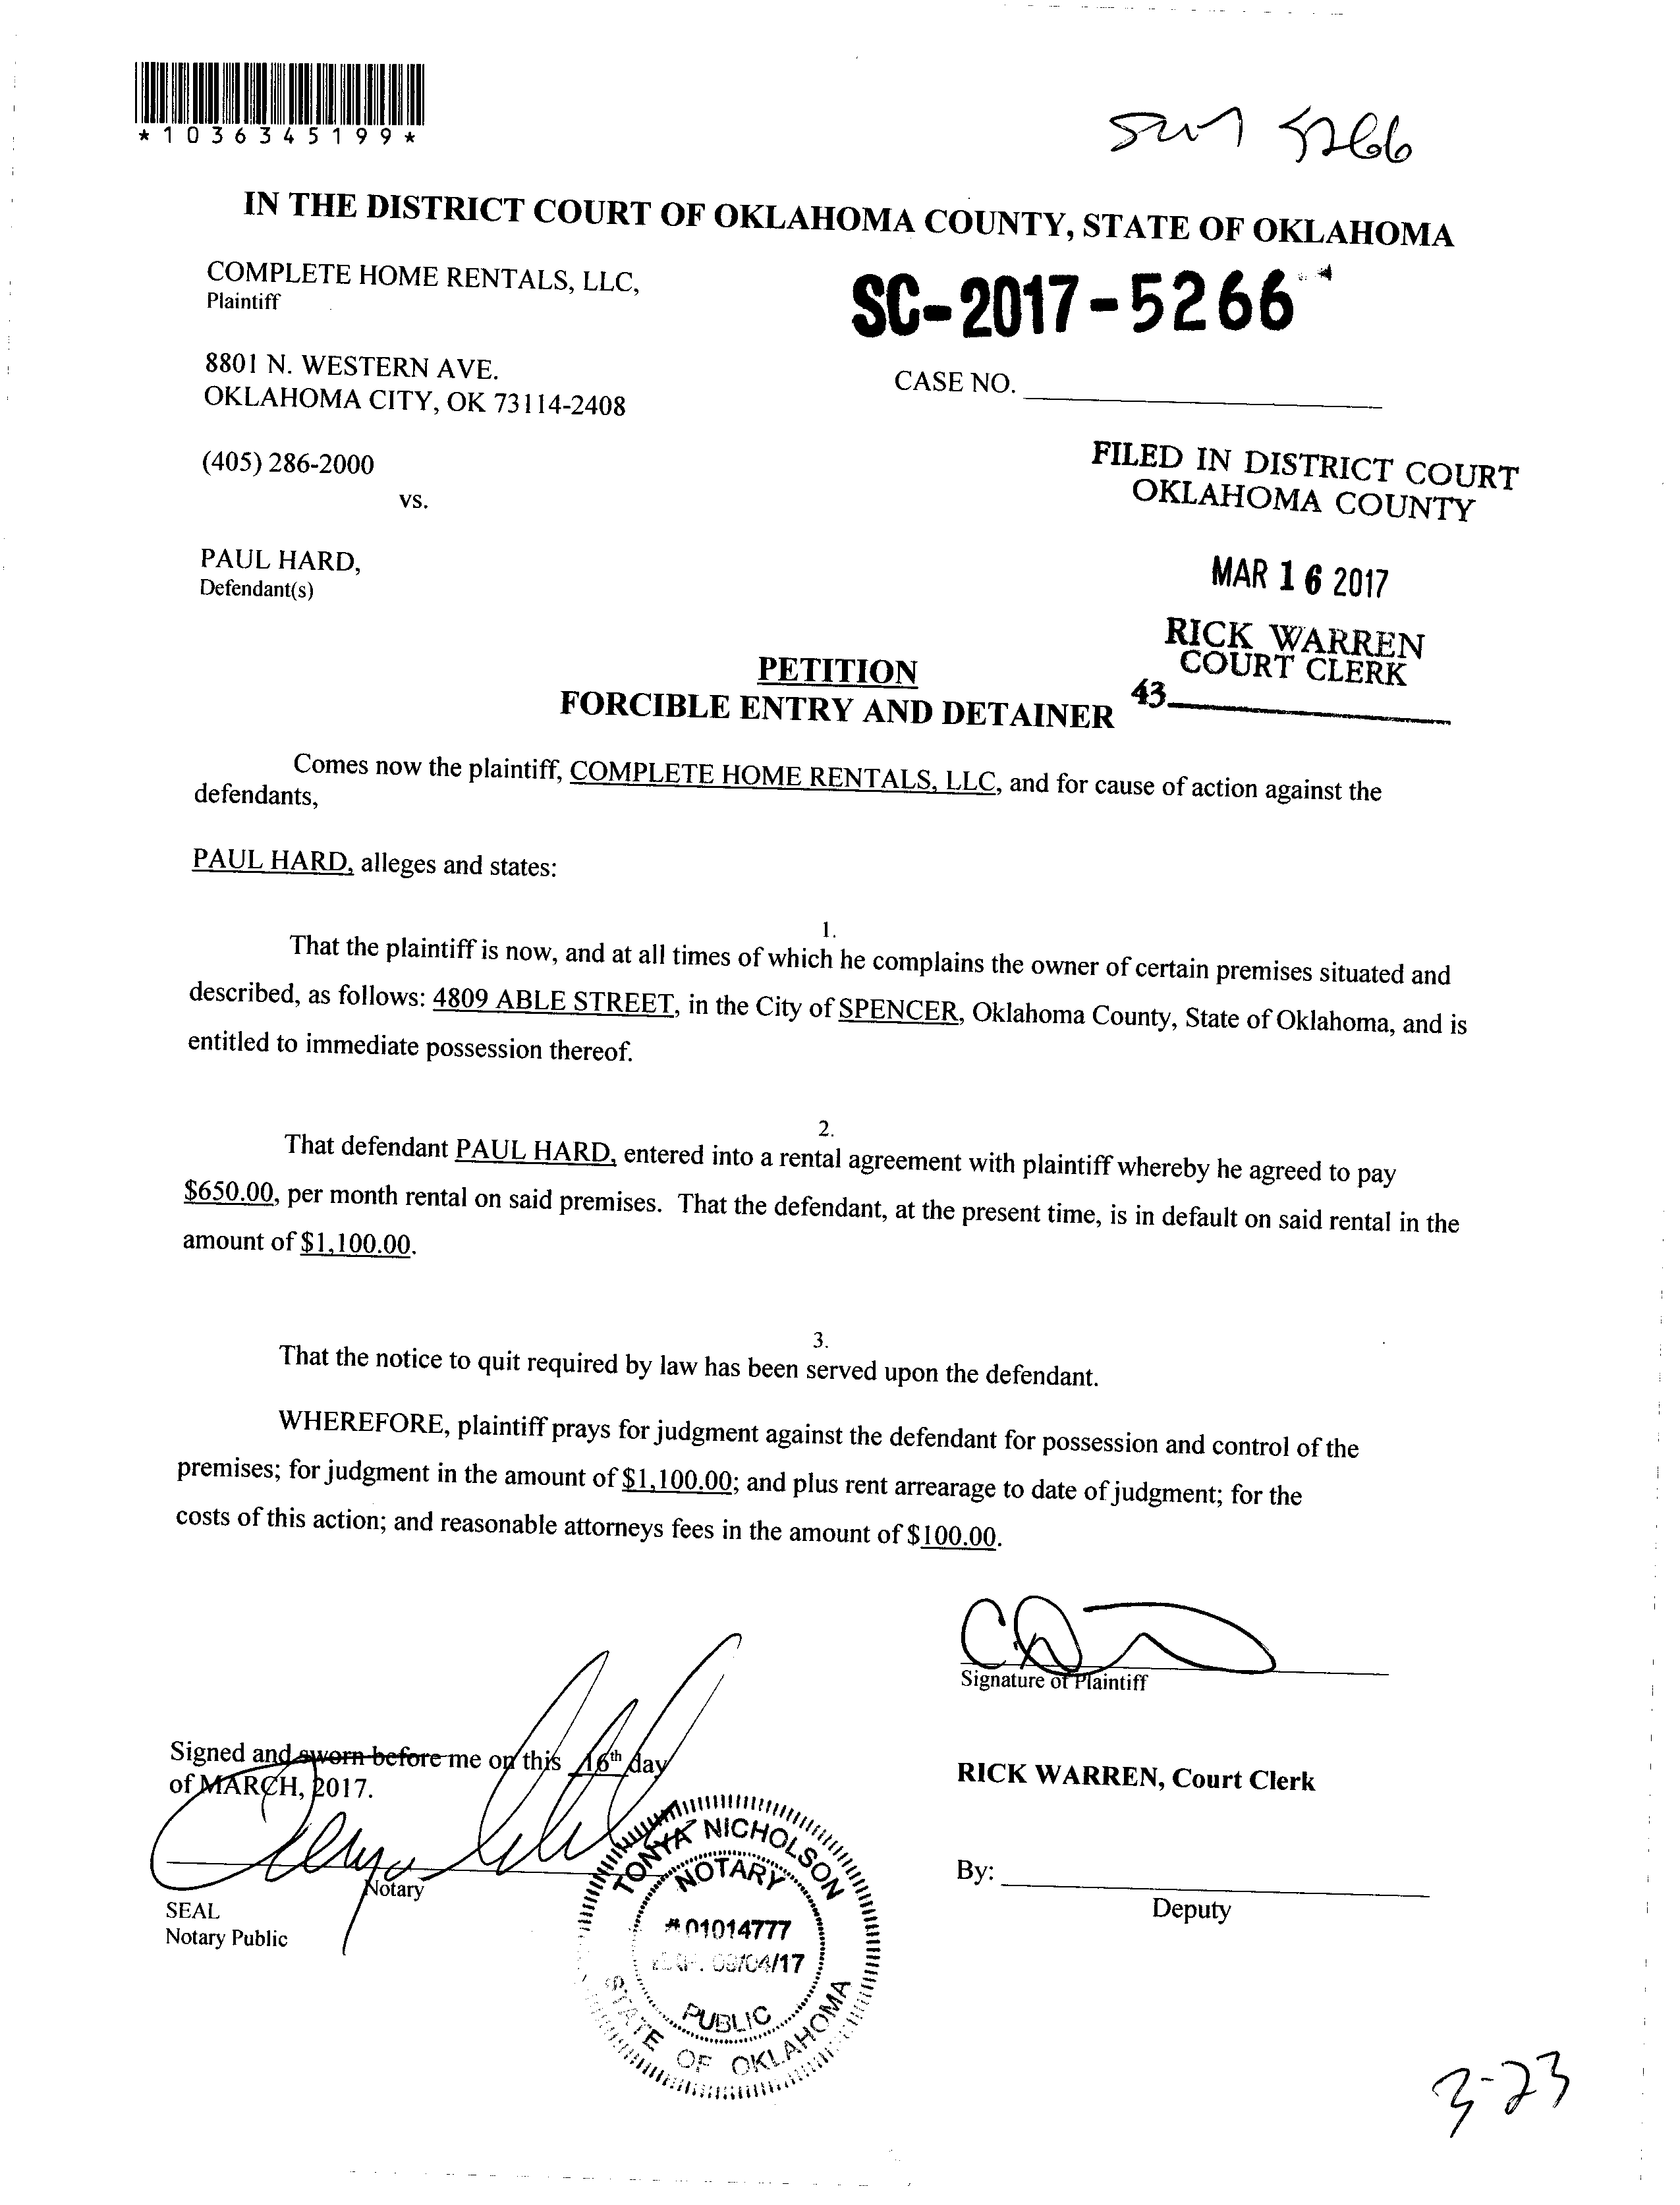 *1036345199*
5266
IN THE DISTRICT COURT OF OKLAHOMA COUNTY, STATE OF OKLAHOMA
COMPLETE HOME RENTALS, LLC,
Plaintiff
SC-2017-5266
8801 N. WESTERN AVE.
OKLAHOMA CITY, OK 73114-2408
CASE NO.
(405) 286-2000
vs.
FILED IN DISTRICT COURT
OKLAHOMA COUNTY
PAUL HARD,
Defendant(s)
MAR 16 2017
RICK WARREN
COURT CLERK
43
PETITION
FORCIBLE ENTRY AND DETAINER
Comes now the plaintiff, COMPLETE HOME RENTALS, LLC, and for cause of action against the
defendants,
PAUL HARD, alleges and states:
1.
That the plaintiff is now, and at all times of which he complains the owner of certain premises situated and
described, as follows: 4809 ABLE STREET, in the City of SPENCER, Oklahoma County, State of Oklahoma, and is
entitled to immediate possession thereof.
2.
That defendant PAUL HARD, entered into a rental agreement with plaintiff whereby he agreed to pay
$650.00, per month rental on said premises. That the defendant, at the present time, is in default on said rental in the
amount of $1,100.00.
3.
That the notice to quit required by law has been served upon the defendant.
WHEREFORE, plaintiff prays for judgment against the defendant for possession and control of the
premises; for judgment in the amount of $1,100.00; and plus rent arrearage to date of judgment; for the
costs of this action; and reasonable attorneys fees in the amount of $100.00.
Signature of Plaintiff
Signed and sworn before me on this 16th day
of MARCH, 2017.
RICK WARREN, Court Clerk
Notary
SEAL
Notary Public
By:
Deputy
TONYA NICHOLSON
NOTARY
#01014777
/04/17
PUBLIC
STATE OF OKLAHOMA
3-23